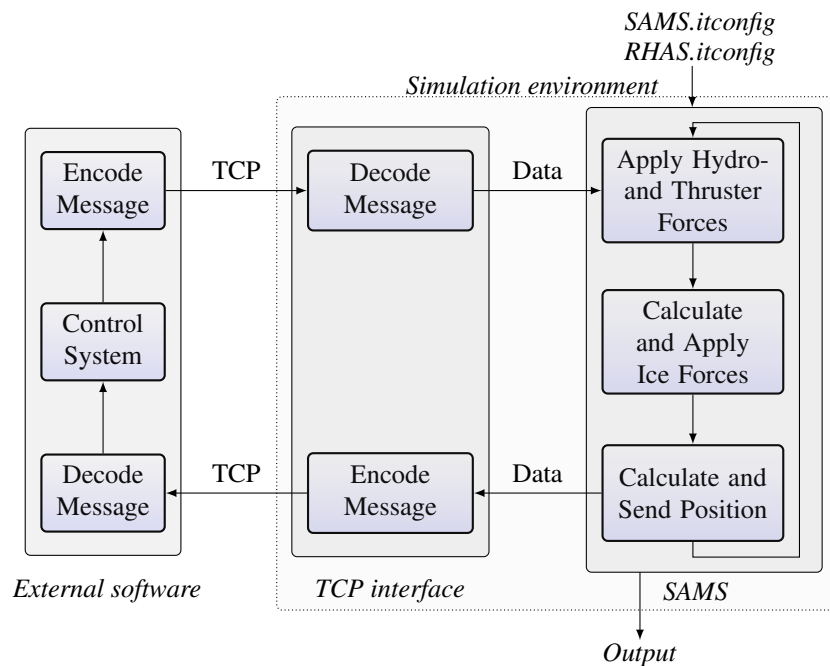 SAMS.itconfig
RHAS.itconfig
Simulation environment
Encode
Message
TCP
Decode
Message
Data
Apply Hydro-
and Thruster
Forces
Control
System
Calculate
and Apply
Ice Forces
Decode
Message
TCP
Encode
Message
Data
Calculate and
Send Position
External software
TCP interface
SAMS
Output